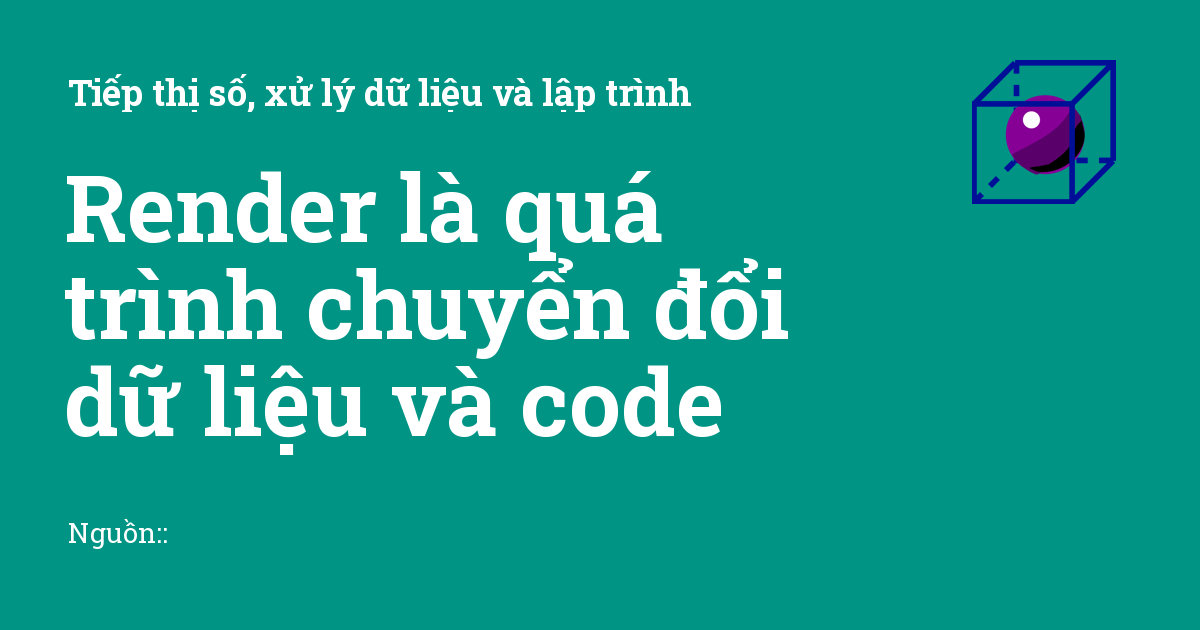 Tiếp thị số, xử lý dữ liệu và lập trình
Render là quá
trình chuyển đổi
dữ liệu và code
Nguồn::